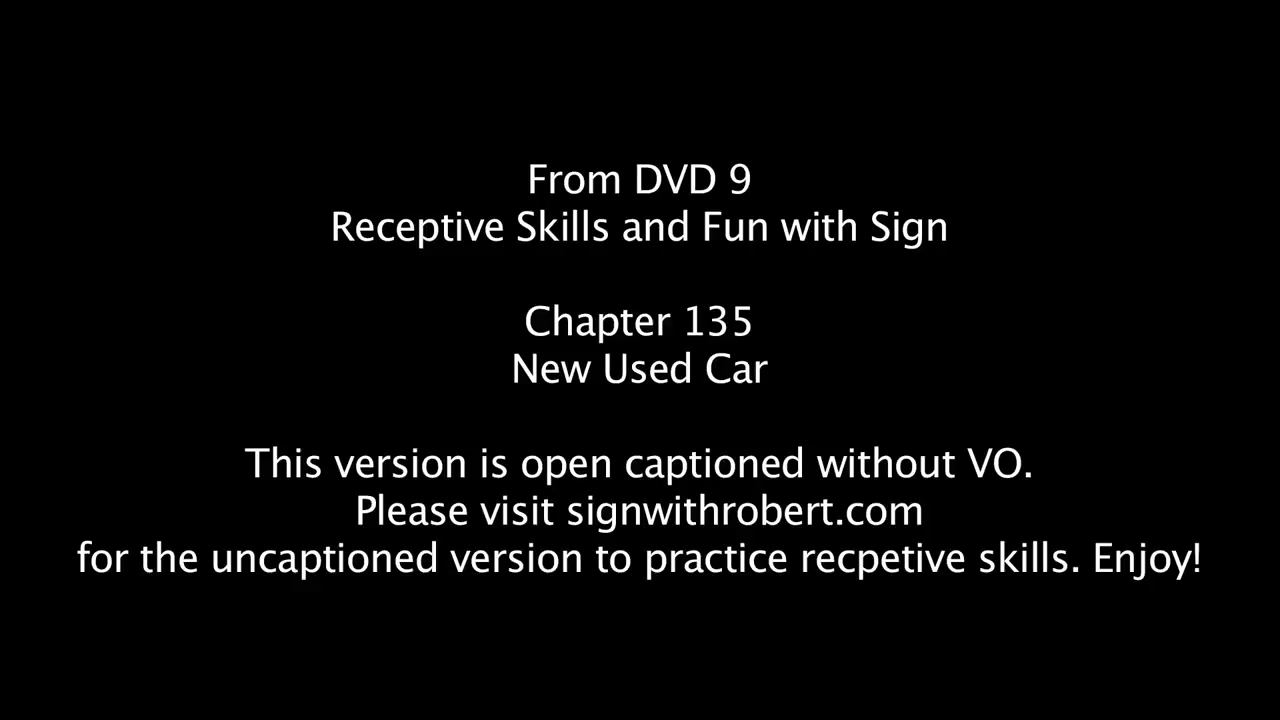 From DVD 9
Receptive Skills and Fun with Sign
Chapter 135
New Used Car
This version is open captioned without VO.
Please visit signwithrobert.com
for the uncaptioned version to practice recpetive skills. Enjoy!